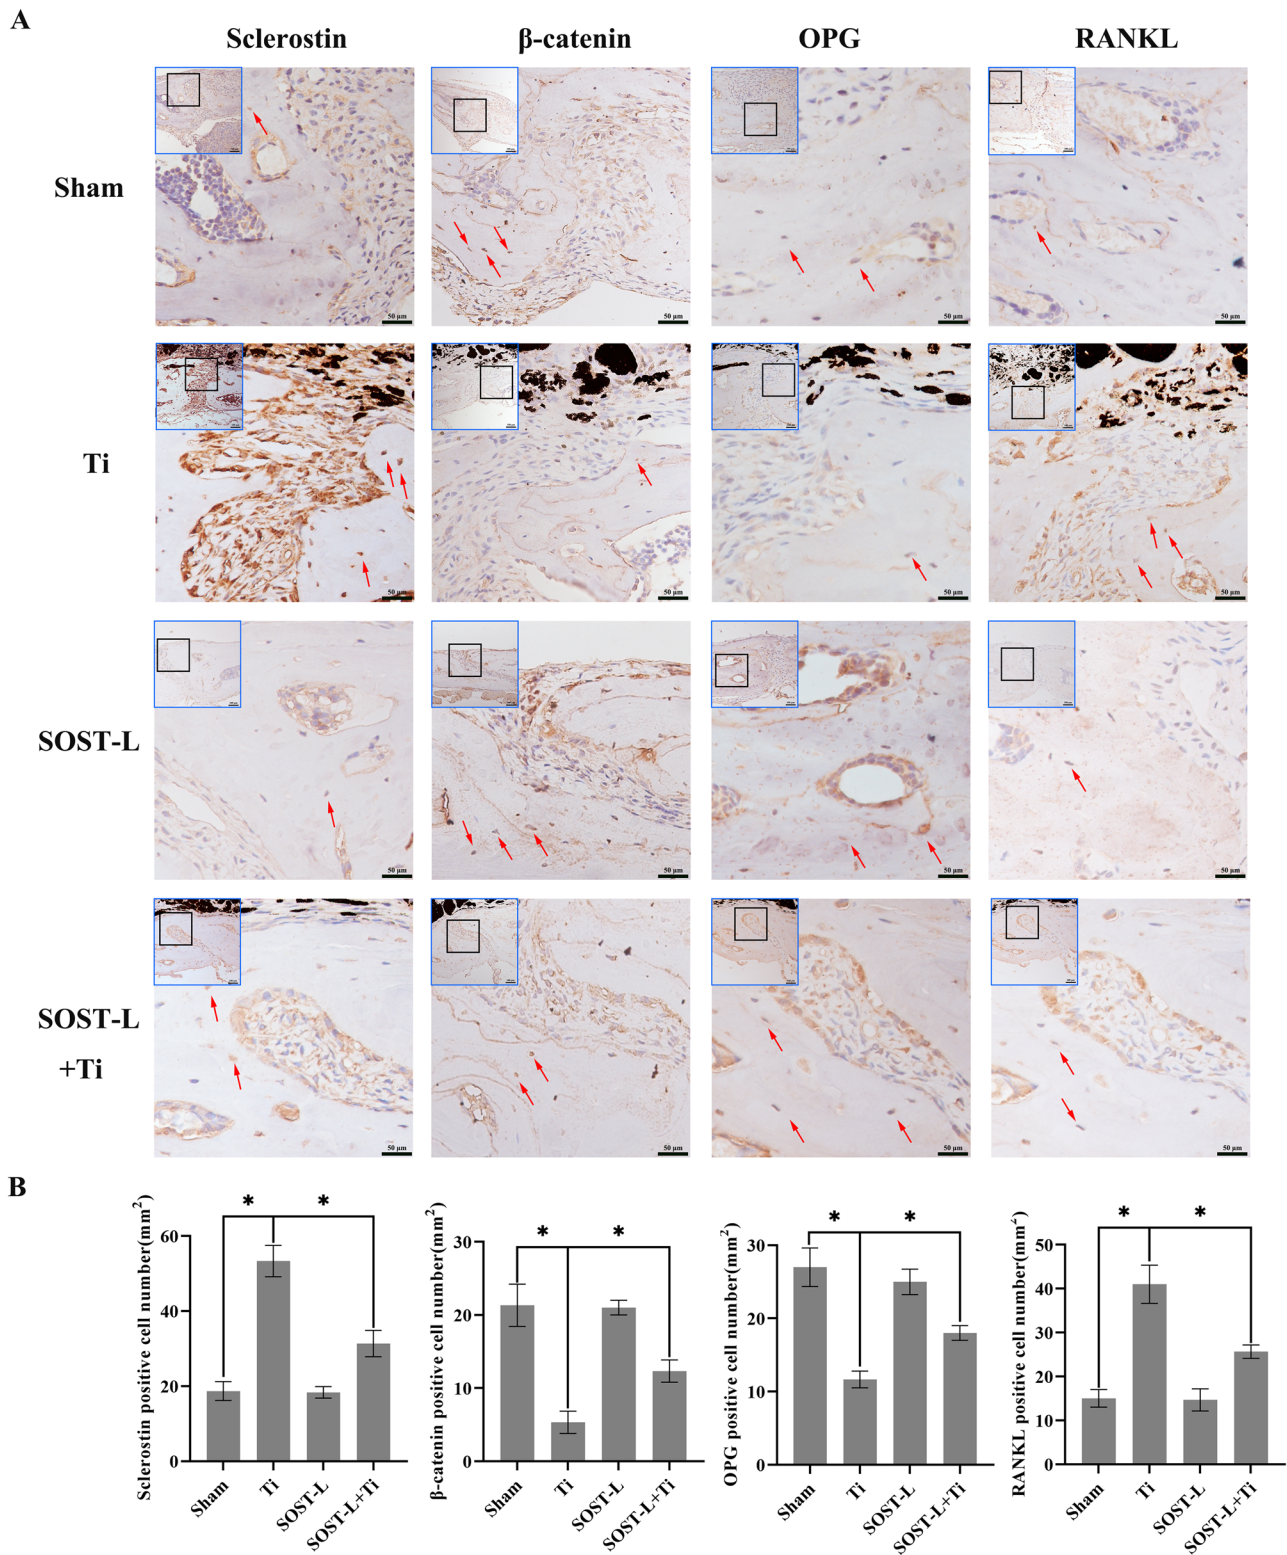 A
Sclerostin β-catenin OPG RANKL
Sham
50 μm 50 μm 50 μm 50 μm
Ti
50 μm 50 μm 50 μm 50 μm
SOST-L
50 μm 50 μm 50 μm 50 μm
SOST-L
+Ti
50 μm 50 μm 50 μm 50 μm
B
Sclerostin positive cell number(mm²)
60
40
20
0
* *
Sham Ti SOST-L SOST-L+Ti
β-catenin positive cell number(mm²)
30
20
10
0
* *
Sham Ti SOST-L SOST-L+Ti
OPG positive cell number(mm²)
30
20
10
0
* *
Sham Ti SOST-L SOST-L+Ti
RANKL positive cell number(mm²)
50
40
30
20
10
0
* *
Sham Ti SOST-L SOST-L+Ti